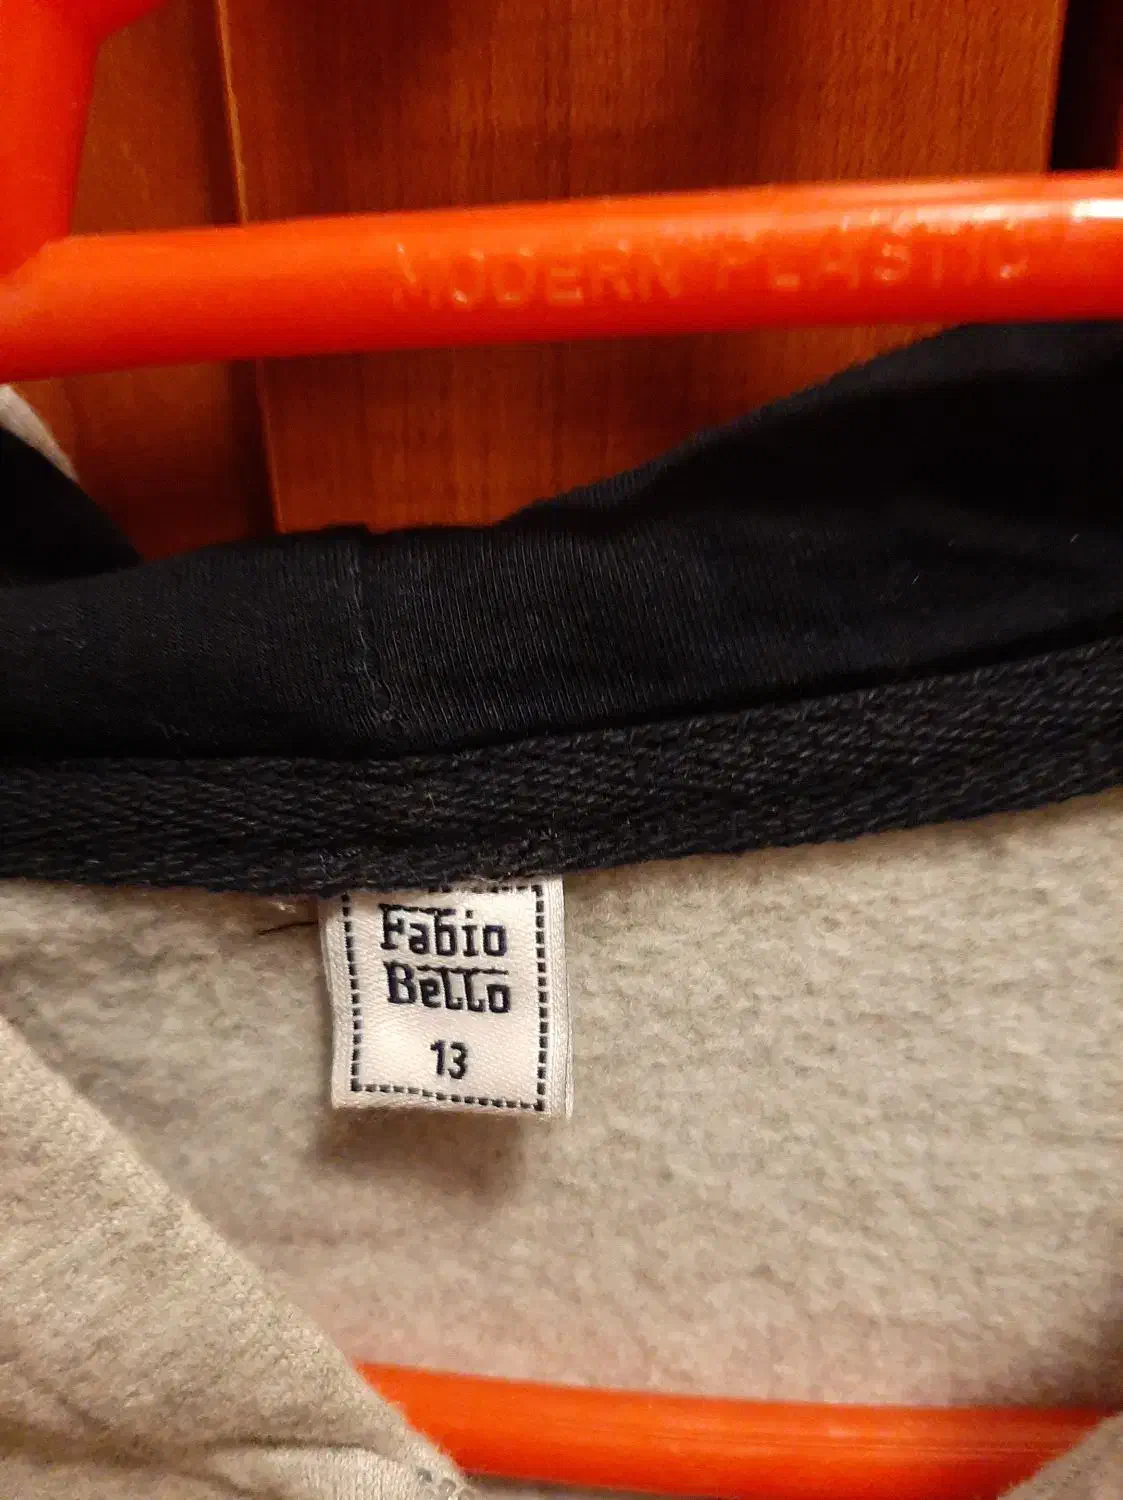 MODERN PLASTIC
Fabio
Bello
13